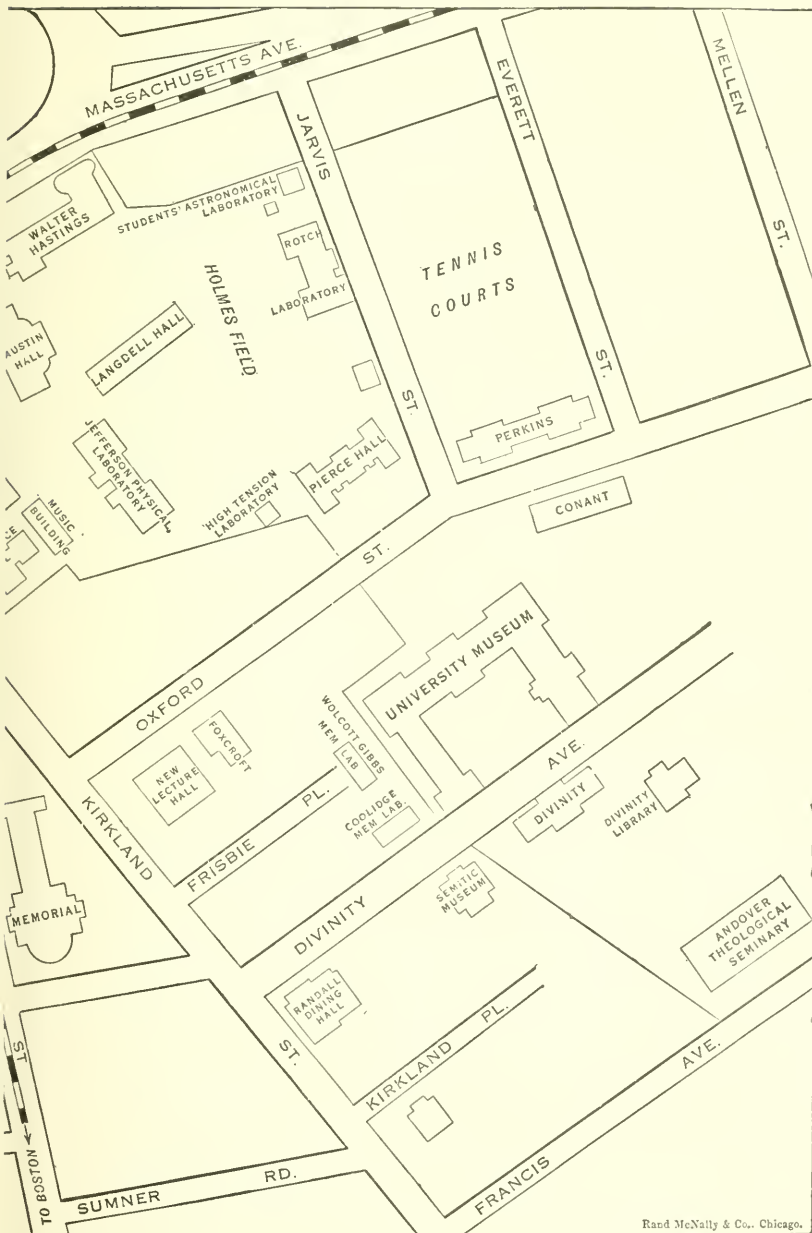 MASSACHUSETTS AVE.
JARVIS
ST.
EVERETT
ST.
MELLEN
ST.
WALTER
HASTINGS
STUDENTS' ASTRONOMICAL
LABORATORY
ROTCH
LABORATORY
HOLMES FIELD
TENNIS
COURTS
AUSTIN
HALL
LANGDELL HALL
JEFFERSON PHYSICAL
LABORATORY
MUSIC
BUILDING
HIGH TENSION
LABORATORY
PIERCE HALL
PERKINS
CONANT
OXFORD
ST.
UNIVERSITY MUSEUM
WOLCOTT GIBBS
MEM LAB
COOLIDGE
MEM. LAB.
FOXCROFT
NEW
LECTURE
HALL
KIRKLAND
ST.
FRISBIE
PL.
DIVINITY
AVE.
DIVINITY
DIVINITY
LIBRARY
SEMITIC
MUSEUM
ANDOVER
THEOLOGICAL
SEMINARY
MEMORIAL
RANDALL
DINING
HALL
KIRKLAND
PL.
FRANCIS
AVE.
SUMNER
RD.
ST
TO BOSTON
Rand McNally & Co., Chicago.